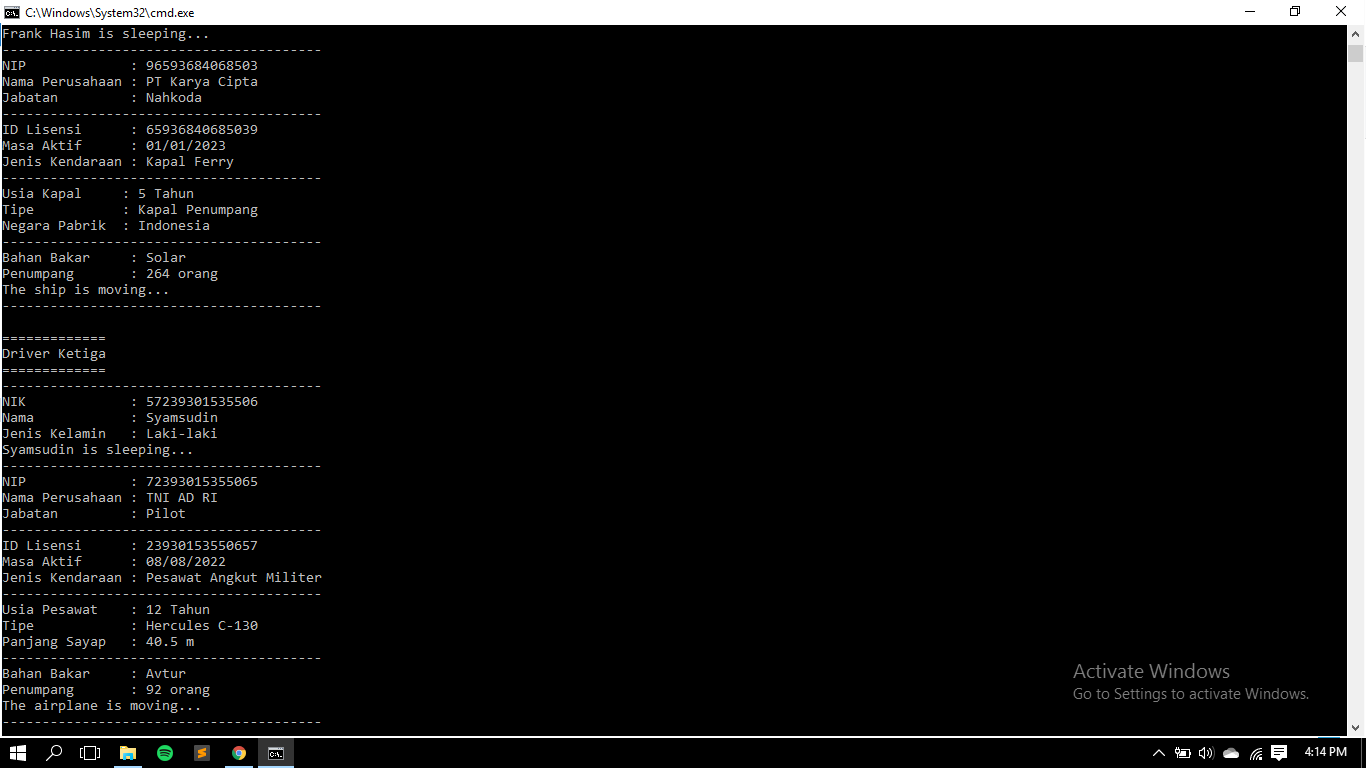 C:\Windows\System32\cmd.exe
Frank Hasim is sleeping...
----------------------------------------
NIP             : 96593684068503
Nama Perusahaan : PT Karya Cipta
Jabatan         : Nahkoda
----------------------------------------
ID Lisensi      : 65936840685039
Masa Aktif      : 01/01/2023
Jenis Kendaraan : Kapal Ferry
----------------------------------------
Usia Kapal     : 5 Tahun
Tipe           : Kapal Penumpang
Negara Pabrik  : Indonesia
----------------------------------------
Bahan Bakar     : Solar
Penumpang       : 264 orang
The ship is moving...
----------------------------------------
=============
Driver Ketiga
=============
----------------------------------------
NIK             : 57239301535506
Nama            : Syamsudin
Jenis Kelamin   : Laki-laki
Syamsudin is sleeping...
----------------------------------------
NIP             : 72393015355065
Nama Perusahaan : TNI AD RI
Jabatan         : Pilot
----------------------------------------
ID Lisensi      : 23930153550657
Masa Aktif      : 08/08/2022
Jenis Kendaraan : Pesawat Angkut Militer
----------------------------------------
Usia Pesawat    : 12 Tahun
Tipe            : Hercules C-130
Panjang Sayap   : 40.5 m
----------------------------------------
Bahan Bakar     : Avtur
Penumpang       : 92 orang
The airplane is moving...
----------------------------------------
Activate Windows
Go to Settings to activate Windows.
4:14 PM